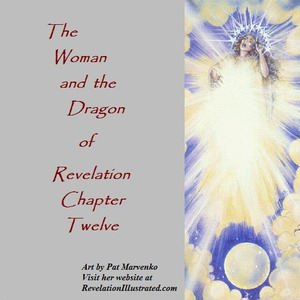 The
Woman
and the
Dragon
of
Revelation
Chapter
Twelve
Art by Pat Marvenko
Visit her website at
RevelationIllustrated.com